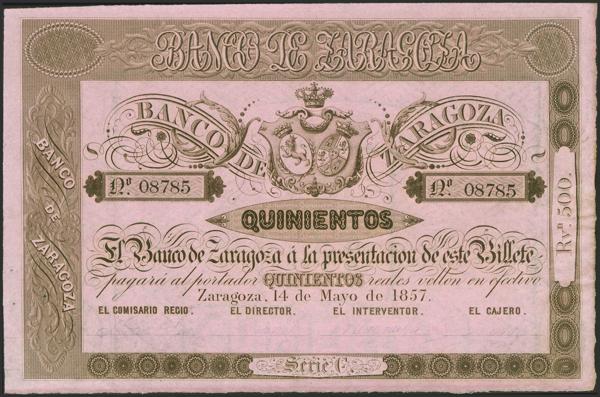 BANCO DE ZARAGOZA
BANCO DE ZARAGOZA
Nº 08785
Nº 08785
QUINIENTOS
El Banco de Zaragoza á la presentacion de este Billete
pagará al portador QUINIENTOS reales vellon en efectivo
Zaragoza, 14 de Mayo de 1857.
EL COMISARIO REGIO. EL DIRECTOR. EL INTERVENTOR. EL CAJERO.
Série C.
BANCO DE ZARAGOZA
Rs. 500.